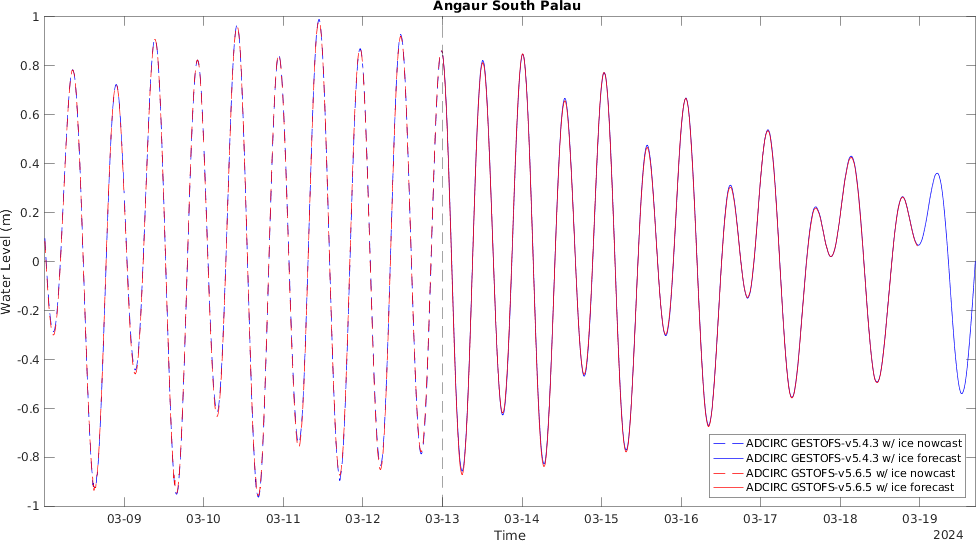 Angaur South Palau
1
0.8
0.6
0.4
0.2
0
-0.2
-0.4
-0.6
-0.8
-1
Water Level (m)
03-09 03-10 03-11 03-12 03-13 03-14 03-15 03-16 03-17 03-18 03-19
Time
2024
ADCIRC GESTOFS-v5.4.3 w/ ice nowcast
ADCIRC GESTOFS-v5.4.3 w/ ice forecast
ADCIRC GSTOFS-v5.6.5 w/ ice nowcast
ADCIRC GSTOFS-v5.6.5 w/ ice forecast